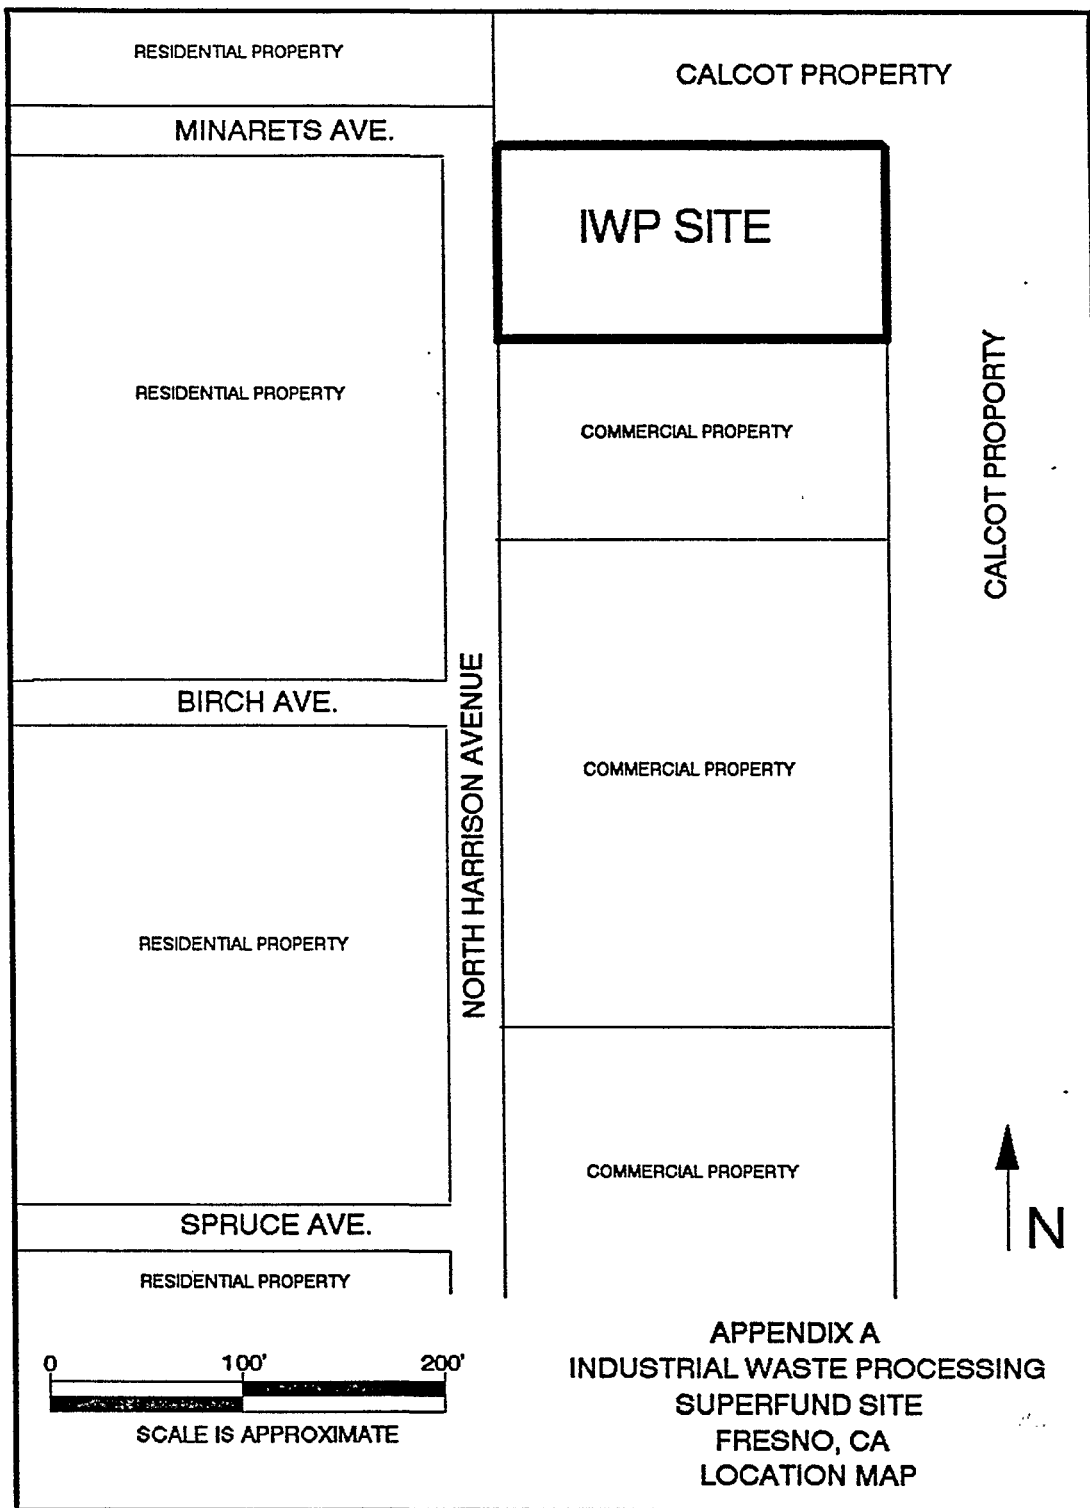 RESIDENTIAL PROPERTY
CALCOT PROPERTY
MINARETS AVE.
IWP SITE
RESIDENTIAL PROPERTY
COMMERCIAL PROPERTY
CALCOT PROPORTY
BIRCH AVE.
NORTH HARRISON AVENUE
COMMERCIAL PROPERTY
RESIDENTIAL PROPERTY
COMMERCIAL PROPERTY
SPRUCE AVE.
N
RESIDENTIAL PROPERTY
0 100' 200'
SCALE IS APPROXIMATE
APPENDIX A
INDUSTRIAL WASTE PROCESSING
SUPERFUND SITE
FRESNO, CA
LOCATION MAP